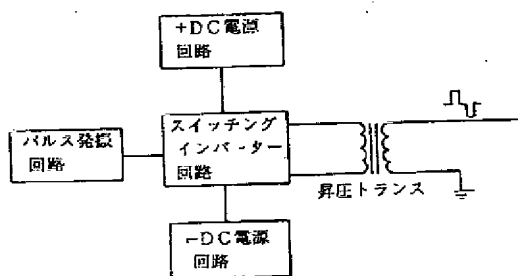 +DC電源
回路
パルス発振
回路
スイッチング
インバーター
回路
昇圧トランス
−DC電源
回路